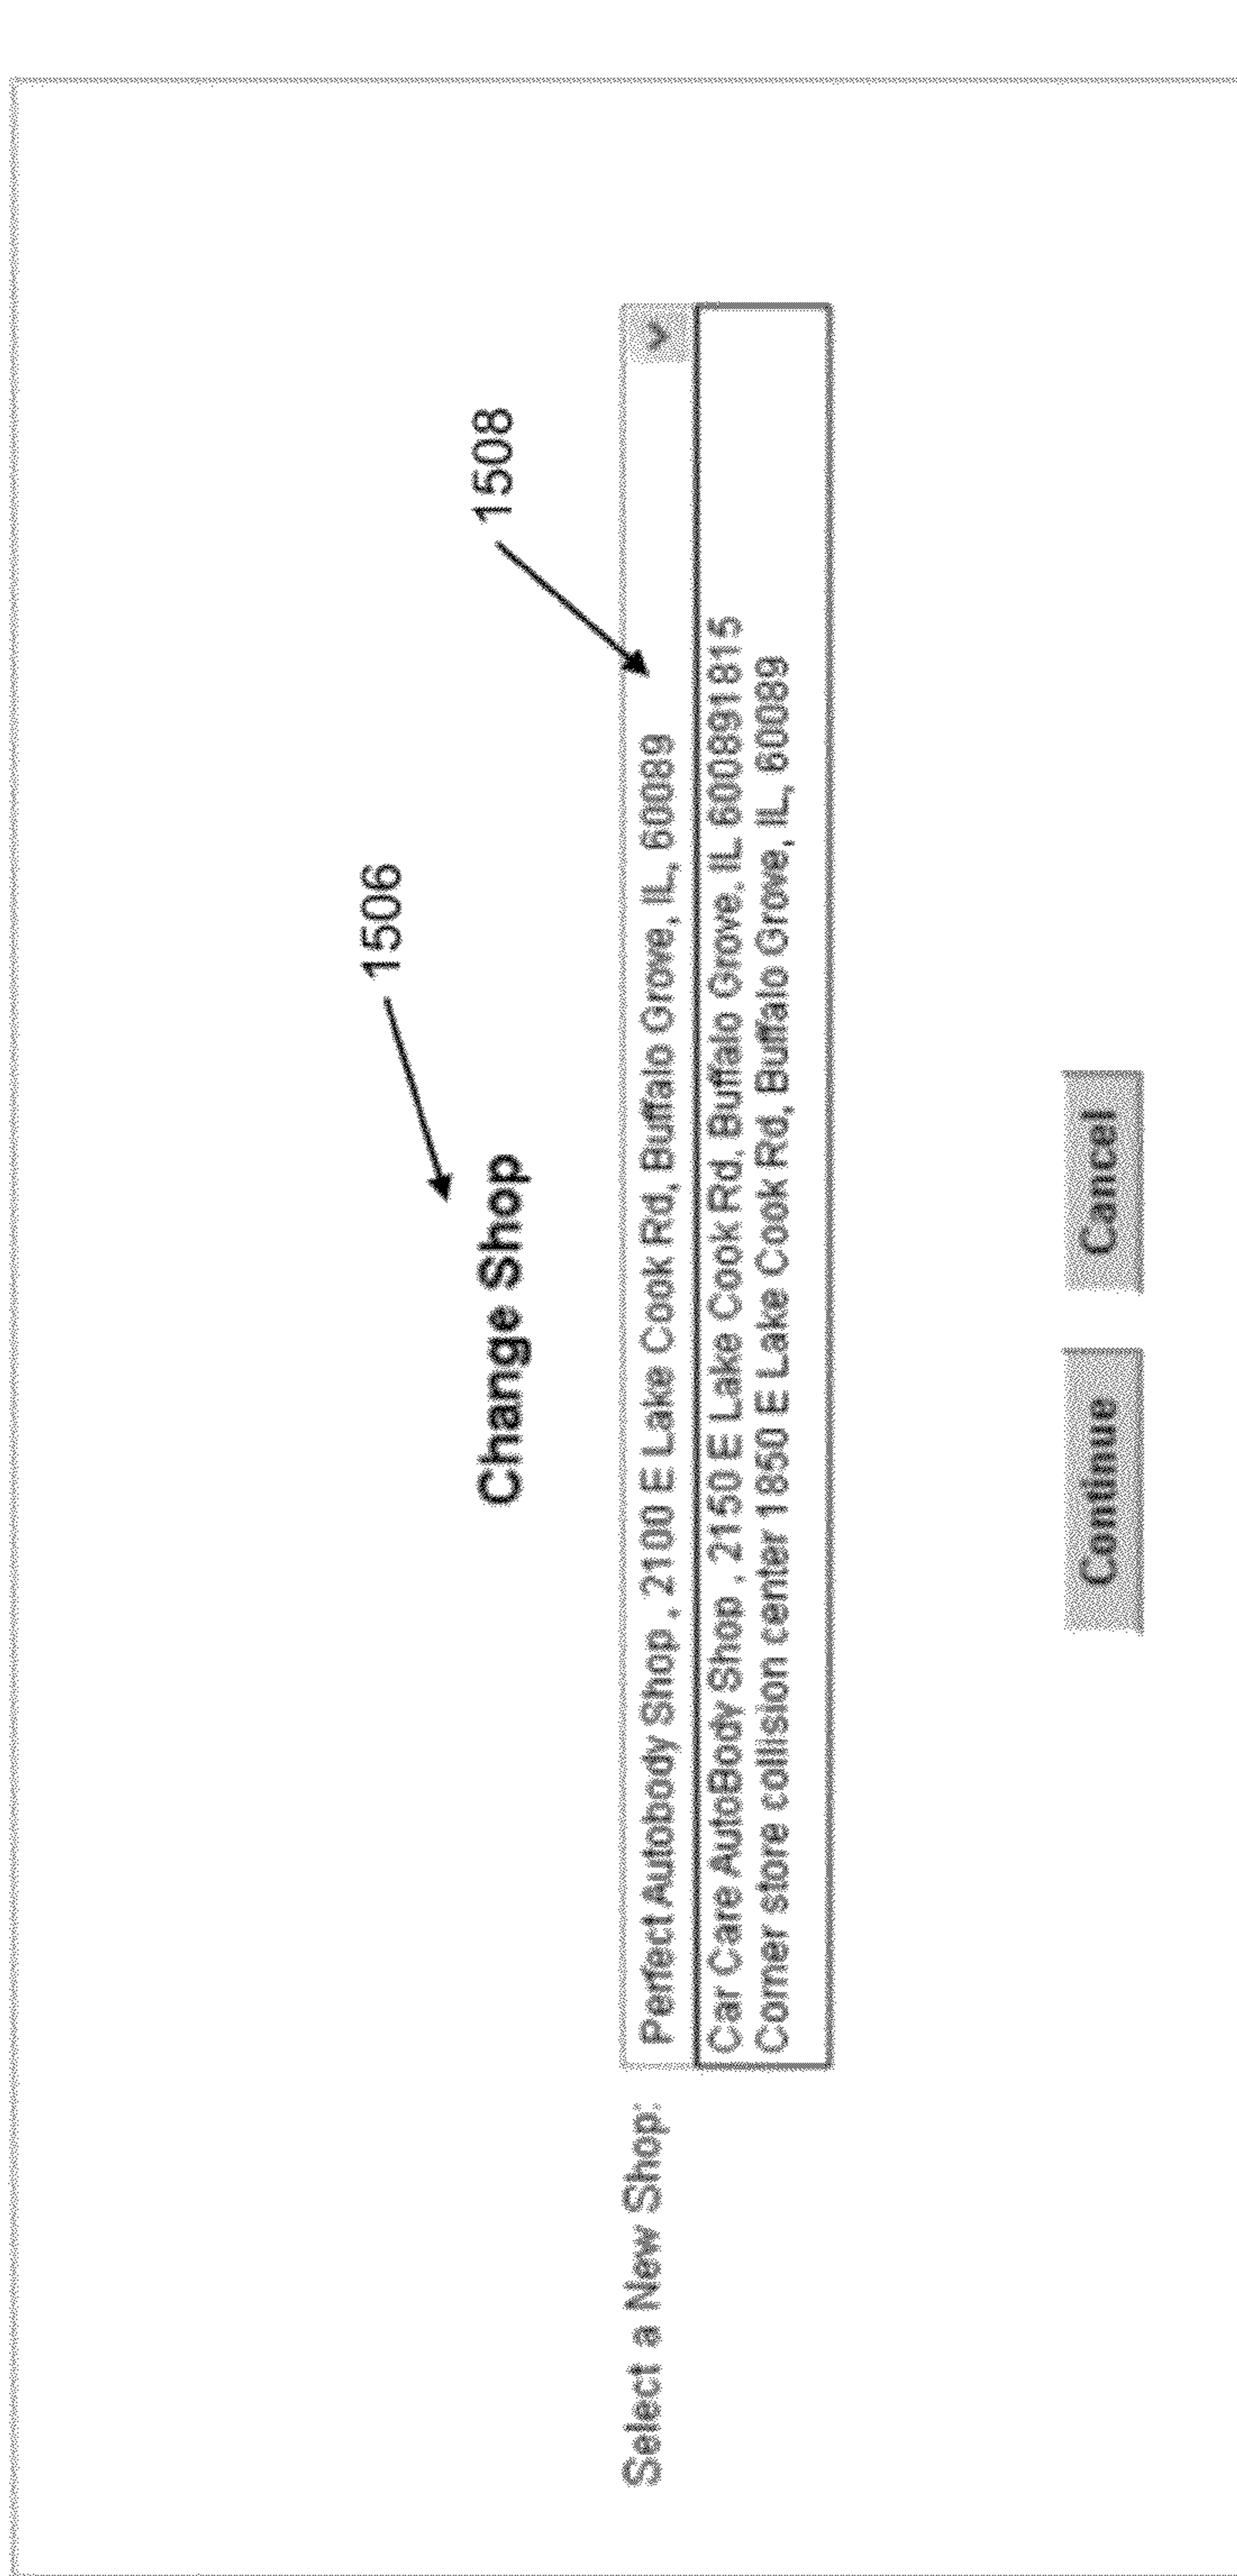 1506
Change Shop
1508
Select a New Shop:
Perfect Autobody Shop , 2100 E Lake Cook Rd, Buffalo Grove, IL, 60089
Car Care AutoBody Shop , 2150 E Lake Cook Rd, Buffalo Grove, IL 600891815
Corner store collision center 1850 E Lake Cook Rd, Buffalo Grove, IL, 60089
Continue
Cancel